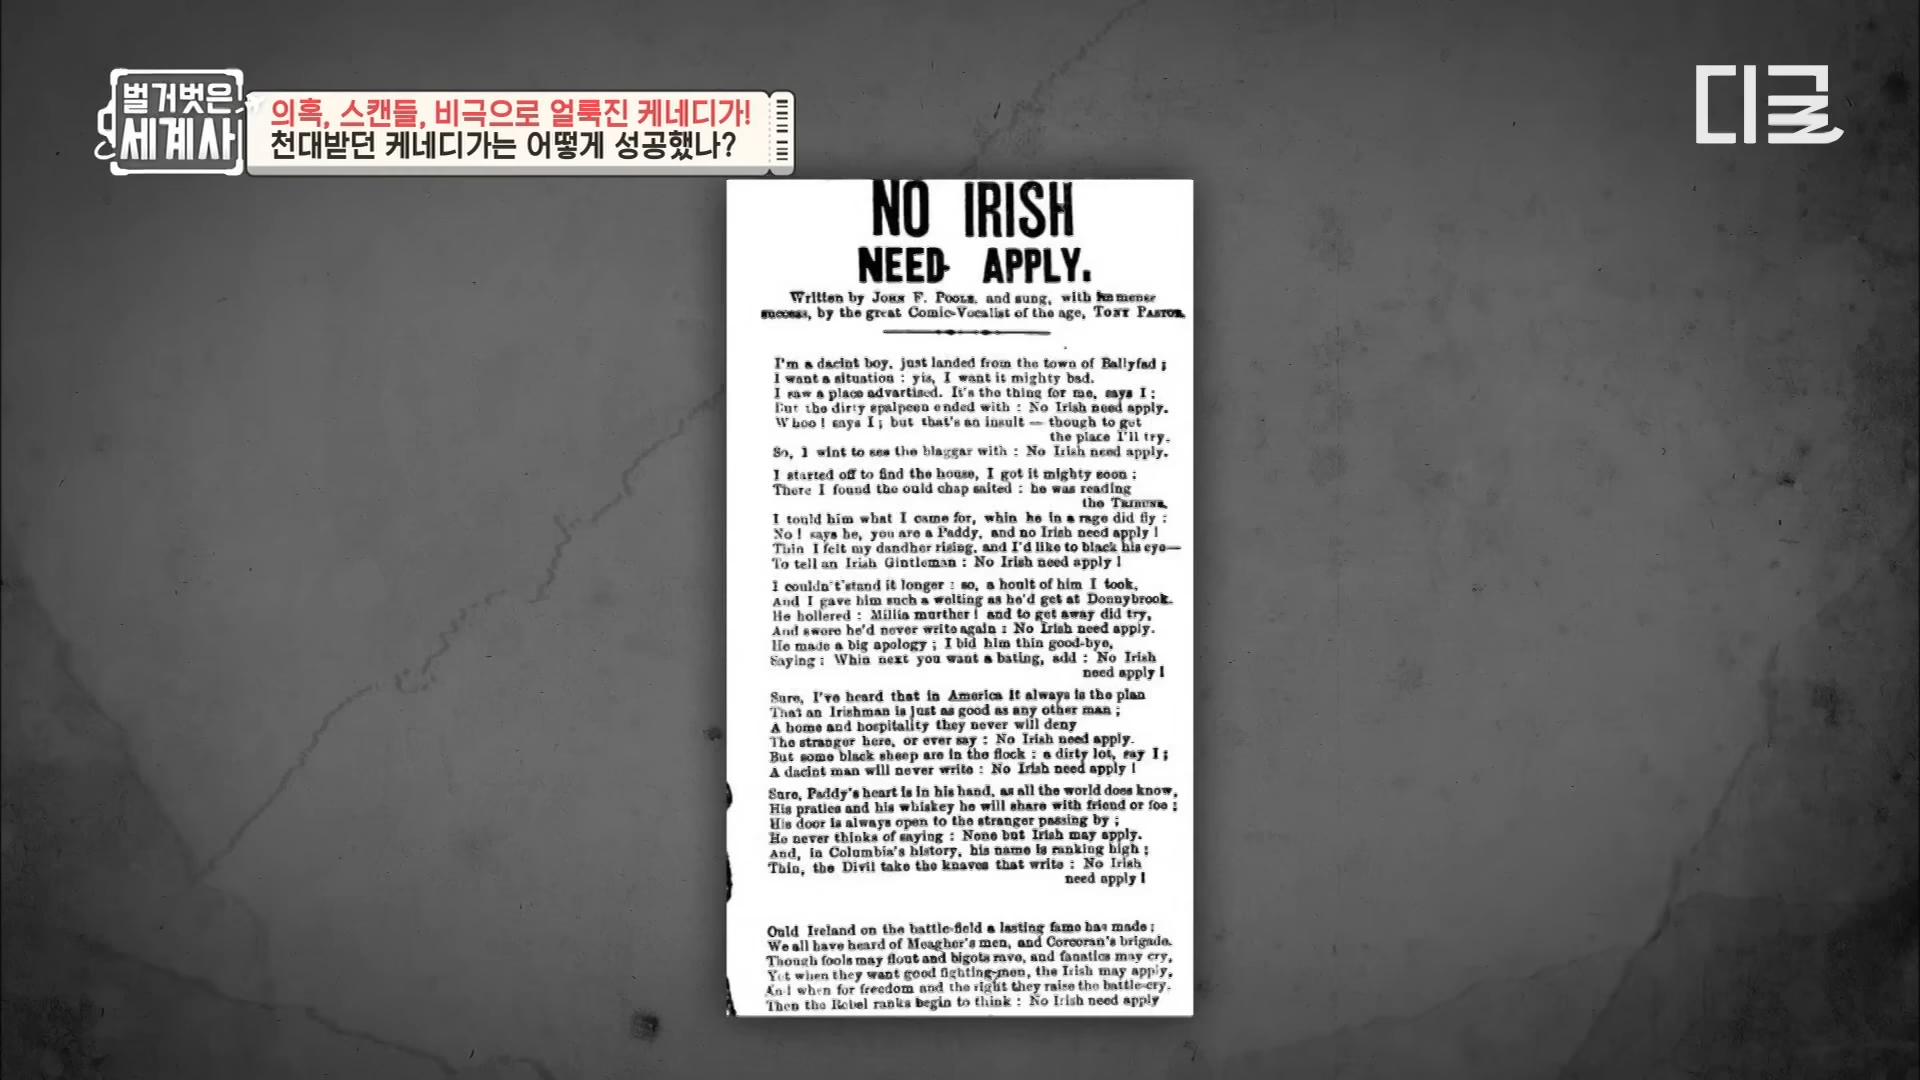 벌거벗은
세계사
의혹, 스캔들, 비극으로 얼룩진 케네디가!
천대받던 케네디가는 어떻게 성공했나?
디글
NO IRISH
NEED APPLY.
Written by JOHN F. POOLE, and sung, with immense
success, by the great Comic-Vocalist of the age, TONY PASTOR.
I'm a dacint boy, just landed from the town of Ballyfad;
I want a situation: yis, I want it mighty bad.
I saw a place advartised. It's the thing for me, says I:
But the dirty spalpeen ended with: No Irish need apply.
Whoo! says I; but that's an insult — though to get
the place I'll try.
So, I wint to see the blaggar with: No Irish need apply.
I started off to find the house, I got it mighty soon;
There I found the ould chap saited: he was reading
the TRIBUNE.
I tould him what I came for, whin he in a rage did fly:
No! says he, you are a Paddy, and no Irish need apply!
Thin I felt my dandher rising, and I'd like to black his eye—
To tell an Irish Gintleman: No Irish need apply!
I couldn't stand it longer: so, a hoult of him I took,
And I gave him such a welting as he'd get at Donnybrook.
He hollered: Millia murther! and to get away did try,
And swore he'd never write again: No Irish need apply.
He made a big apology; I bid him thin good-bye,
Saying: Whin next you want a bating, add: No Irish
need apply!
Sure, I've heard that in America it always is the plan
That an Irishman is just as good as any other man;
A home and hospitality they never will deny
The stranger here, or ever say: No Irish need apply.
But some black sheep are in the flock: a dirty lot, say I;
A dacint man will never write: No Irish need apply!
Sure, Paddy's heart is in his hand, as all the world does know,
His praties and his whiskey he will share with friend or foe;
His door is always open to the stranger passing by;
He never thinks of saying: None but Irish may apply.
And, in Columbia's history, his name is ranking high;
Thin, the Divil take the knaves that write: No Irish
need apply!
Ould Ireland on the battle-field a lasting fame has made;
We all have heard of Meagher's men, and Corcoran's brigade.
Though fools may flout and bigots rave, and fanatics may cry,
Yet when they want good fighting-men, the Irish may apply,
And when for freedom and the right they raise the battle-cry,
Then the Rebel ranks begin to think: No Irish need apply